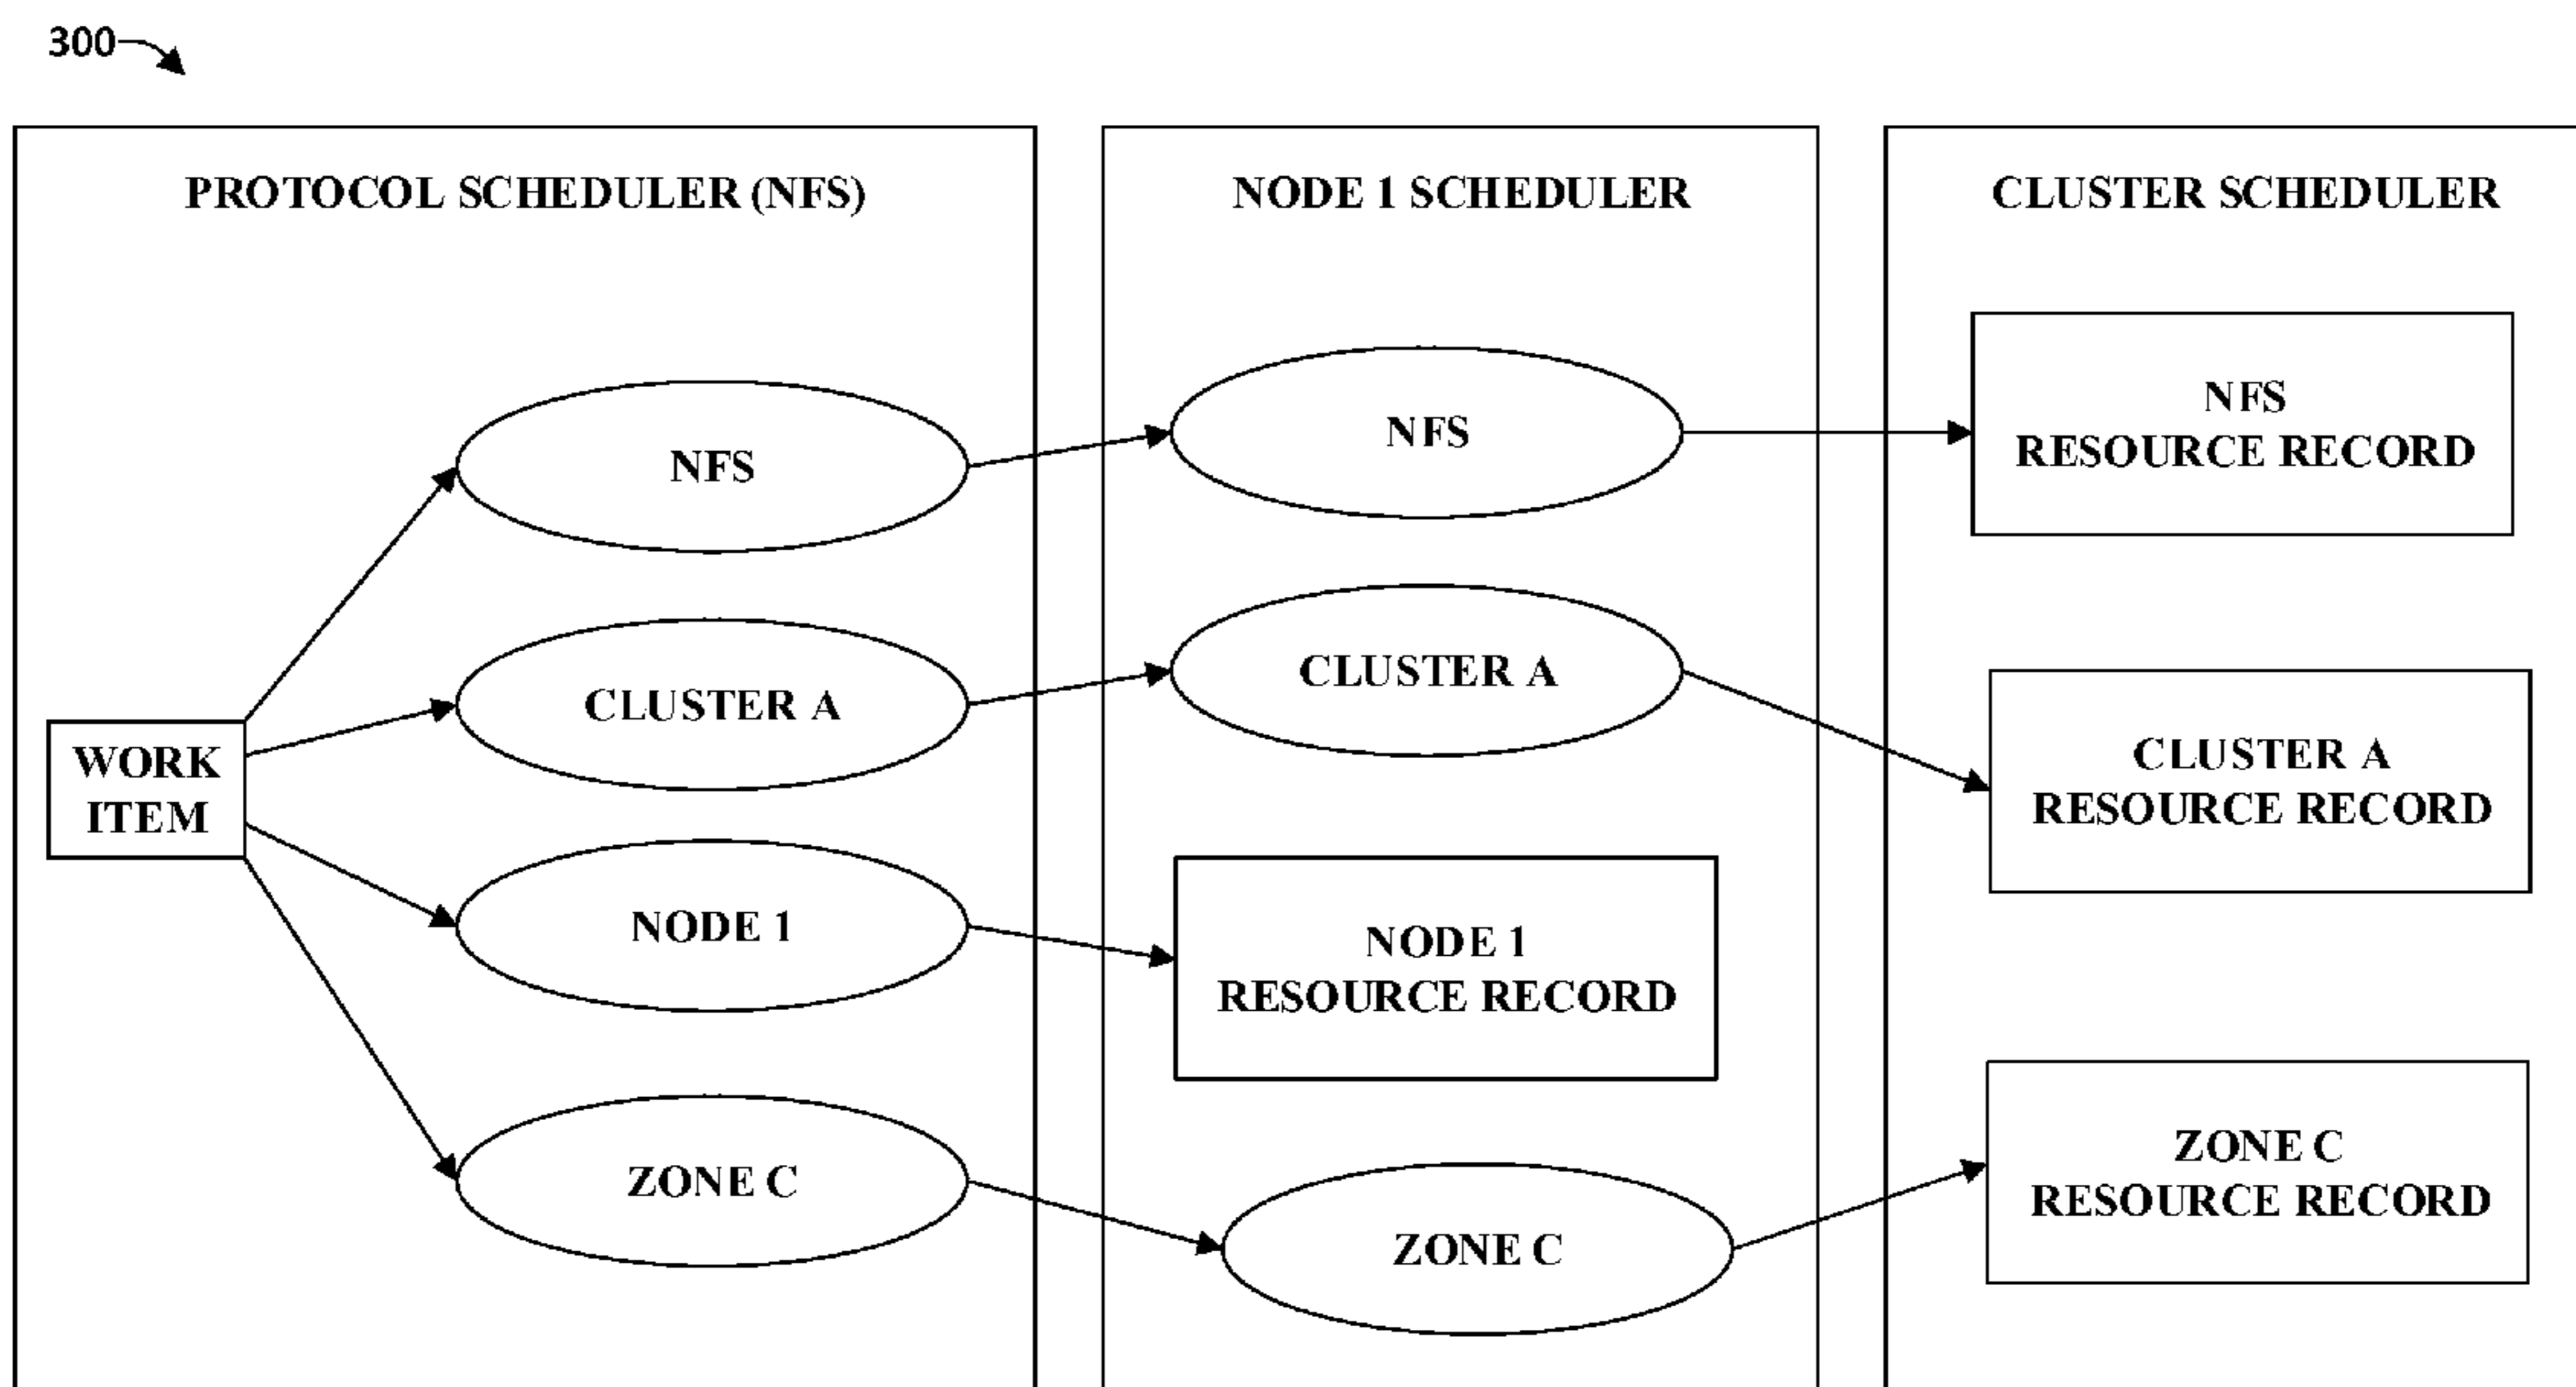 300
PROTOCOL SCHEDULER (NFS)
NFS
CLUSTER A
WORK
ITEM
NODE 1
ZONE C
NODE 1 SCHEDULER
NFS
CLUSTER A
NODE 1
RESOURCE RECORD
ZONE C
CLUSTER SCHEDULER
NFS
RESOURCE RECORD
CLUSTER A
RESOURCE RECORD
ZONE C
RESOURCE RECORD